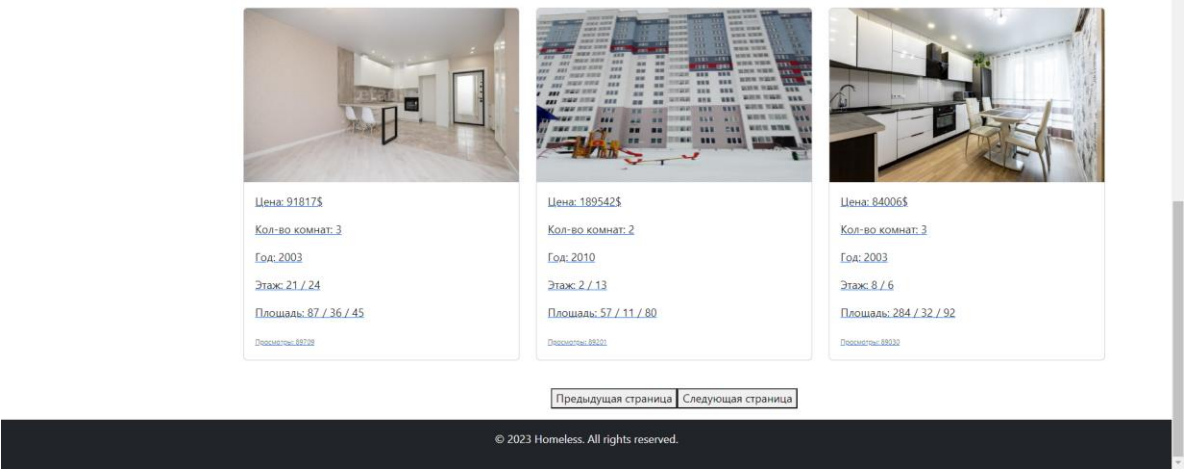 Цена: 91817$
Кол-во комнат: 3
Год: 2003
Этаж: 21 / 24
Площадь: 87 / 36 / 45
Просмотры: 89739
Цена: 189542$
Кол-во комнат: 2
Год: 2010
Этаж: 2 / 13
Площадь: 57 / 11 / 80
Просмотры: 89201
Цена: 84006$
Кол-во комнат: 3
Год: 2003
Этаж: 8 / 6
Площадь: 284 / 32 / 92
Просмотры: 89030
Предыдущая страница Следующая страница
© 2023 Homeless. All rights reserved.